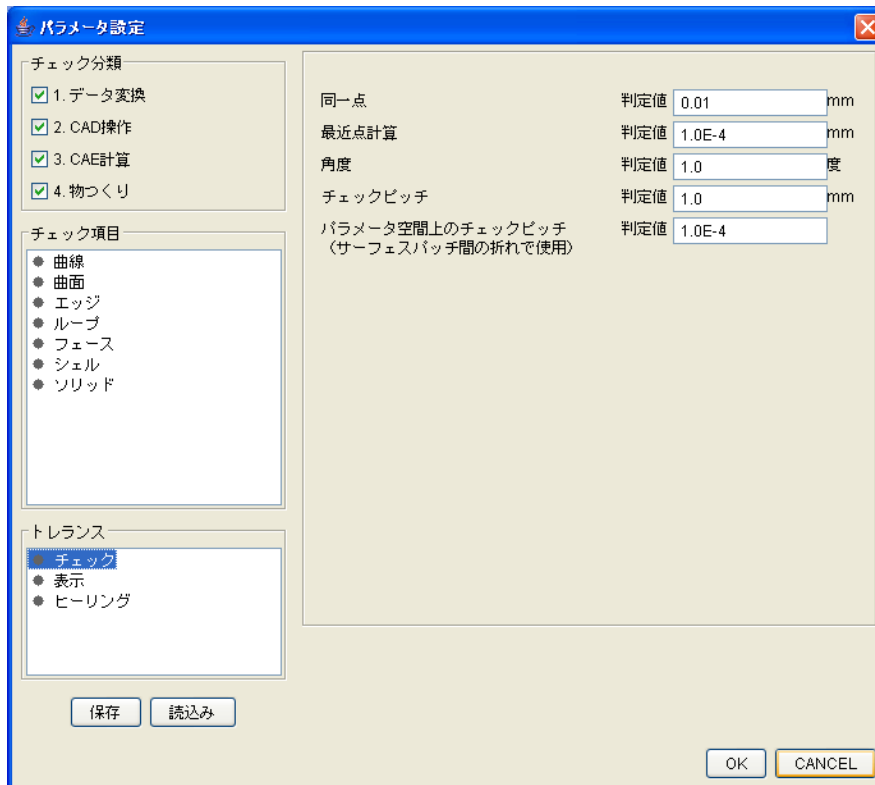 パラメータ設定
チェック分類
1. データ変換
2. CAD操作
3. CAE計算
4. 物つくり
チェック項目
曲線
曲面
エッジ
ループ
フェース
シェル
ソリッド
トレランス
チェック
表示
ヒーリング
保存 読込み
同一点 判定値 0.01 mm
最近点計算 判定値 1.0E-4 mm
角度 判定値 1.0 度
チェックピッチ 判定値 1.0 mm
パラメータ空間上のチェックピッチ 判定値 1.0E-4
（サーフェスパッチ間の折れで使用）
OK CANCEL